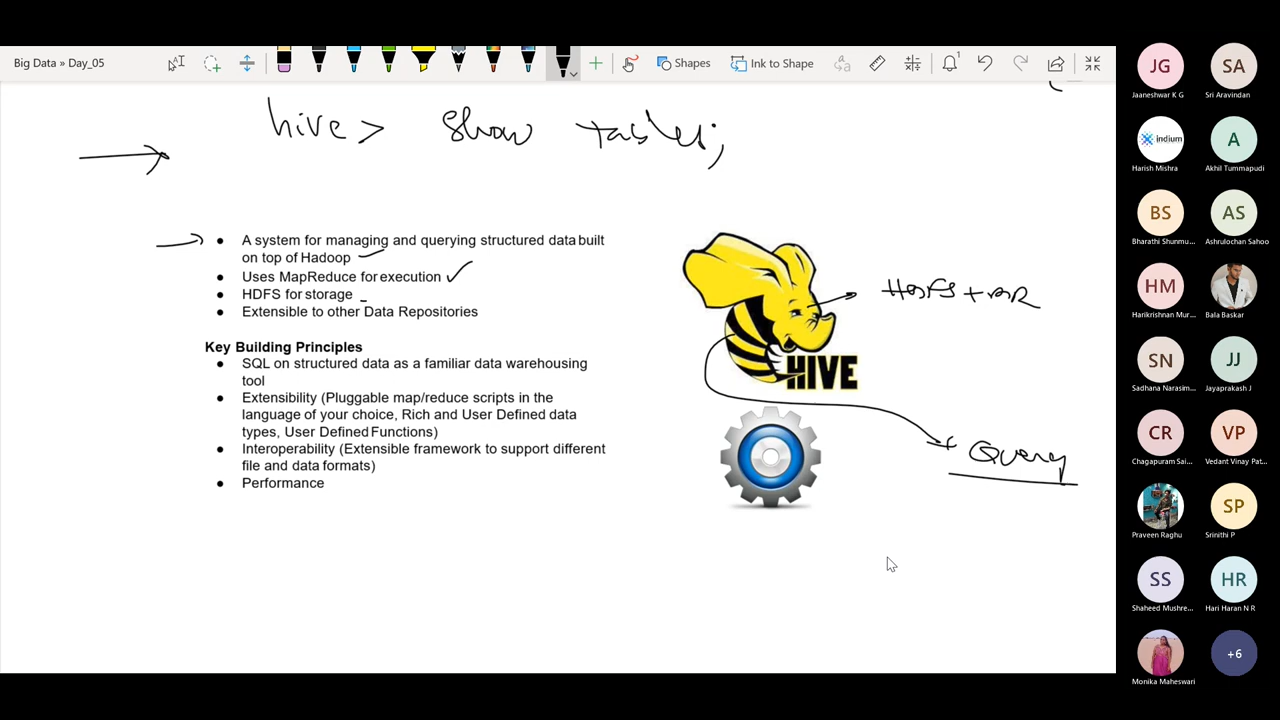 Big Data » Day_05
Shapes
Ink to Shape
1
hive> show tables;
• A system for managing and querying structured data built
on top of Hadoop
• Uses MapReduce for execution
• HDFS for storage
• Extensible to other Data Repositories
HDFS + MR
HIVE
Key Building Principles
• SQL on structured data as a familiar data warehousing
tool
• Extensibility (Pluggable map/reduce scripts in the
language of your choice, Rich and User Defined data
types, User Defined Functions)
• Interoperability (Extensible framework to support different
file and data formats)
• Performance
Query
JG SA
Jaaneshwar K G Sri Aravindan
indium A
Harish Mishra Akhil Tummapudi
BS AS
Bharathi Shunmu... Ashrulochan Sahoo
HM
Harikrishnan Mur... Bala Baskar
SN JJ
Sadhana Narasim... Jayaprakash J
CR VP
Chagapuram Sai... Vedant Vinay Pat...
SP
Praveen Raghu Srinithi P
SS HR
Shaheed Mushre... Hari Haran N R
+6
Monika Maheswari